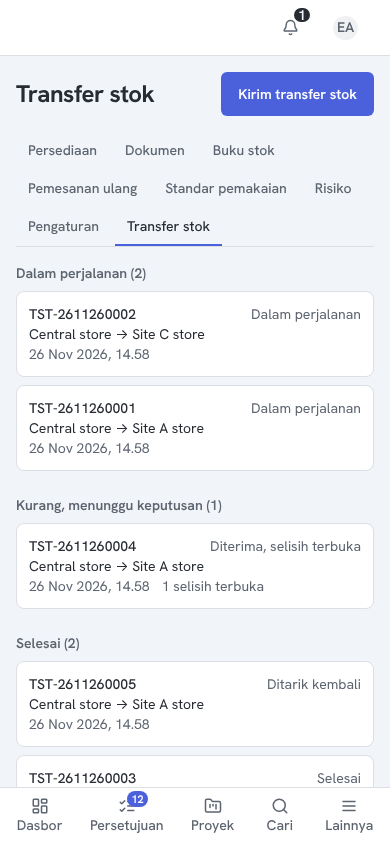 1
EA
Transfer stok
Kirim transfer stok
Persediaan Dokumen Buku stok
Pemesanan ulang Standar pemakaian Risiko
Pengaturan Transfer stok
Dalam perjalanan (2)
TST-2611260002 Dalam perjalanan
Central store → Site C store
26 Nov 2026, 14.58
TST-2611260001 Dalam perjalanan
Central store → Site A store
26 Nov 2026, 14.58
Kurang, menunggu keputusan (1)
TST-2611260004 Diterima, selisih terbuka
Central store → Site A store
26 Nov 2026, 14.58 1 selisih terbuka
Selesai (2)
TST-2611260005 Ditarik kembali
Central store → Site A store
26 Nov 2026, 14.58
TST-2611260003 Selesai
12
Dasbor Persetujuan Proyek Cari Lainnya